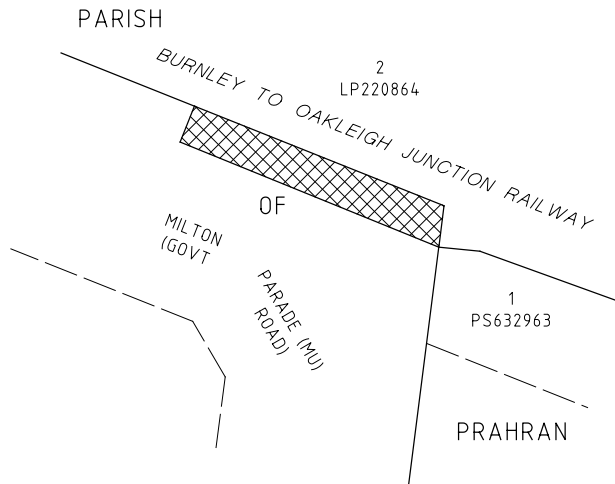 PARISH
2
LP220864
BURNLEY TO OAKLEIGH JUNCTION RAILWAY
OF
MILTON
(GOVT
PARADE (MU)
ROAD)
1
PS632963
PRAHRAN